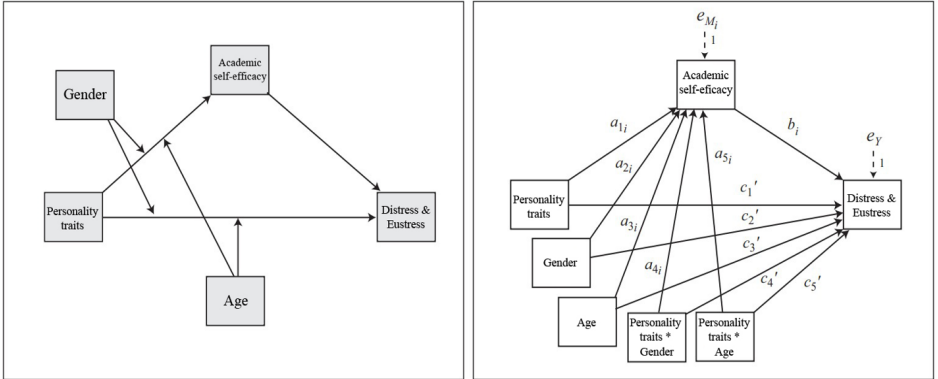 Academic
self-efficacy
Gender
Personality
traits
Distress &
Eustress
Age
e_{M_i}
1
Academic
self-eficacy
a_{1i}
b_i
e_Y
1
a_{2i}
a_{5i}
Personality
traits
c_1'
Distress &
Eustress
c_2'
a_{3i}
c_3'
Gender
a_{4i}
c_4'
c_5'
Age
Personality
traits *
Gender
Personality
traits *
Age